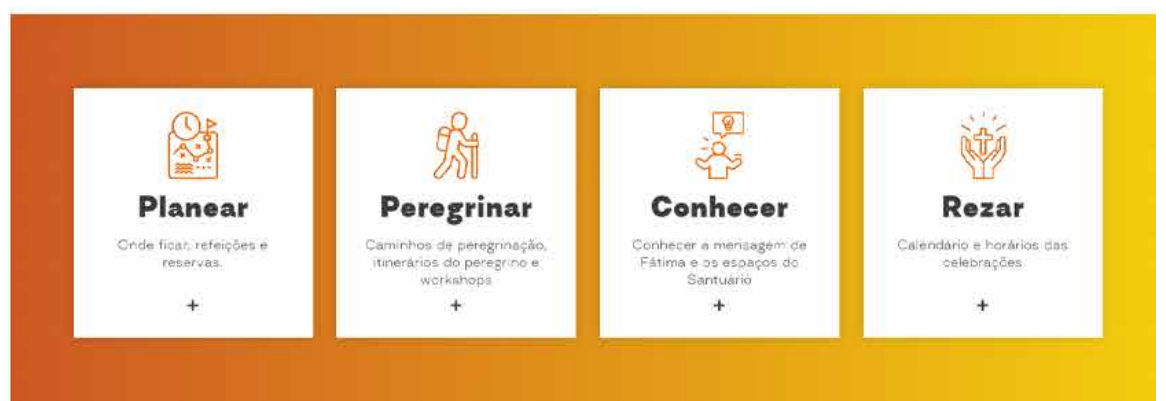 Planear
Onde ficar, refeições e
reservas.
+
Peregrinar
Caminhos de peregrinação,
itinerários do peregrino e
workshops
+
Conhecer
Conhecer a mensagem de
Fátima e os espaços do
Santuário
+
Rezar
Calendário e horários das
celebrações
+